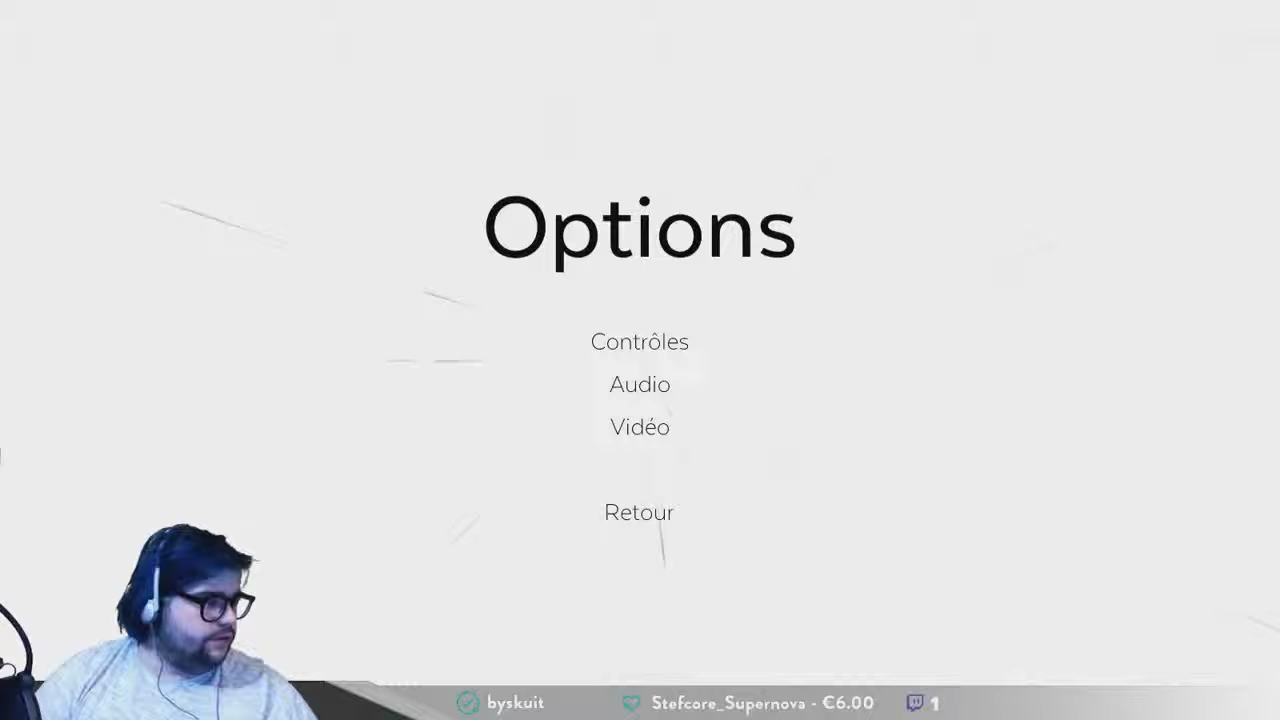 Options
Contrôles
Audio
Vidéo
Retour
byskuit
Stefcore_Supernova - €6.00
1